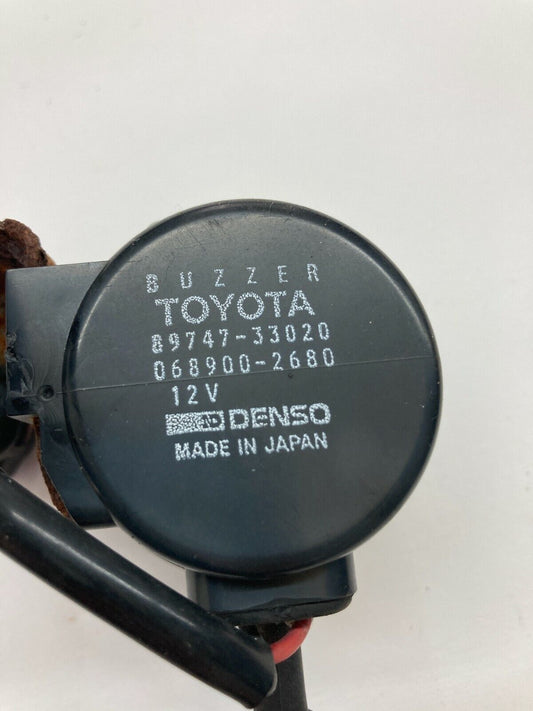 BUZZER
TOYOTA
89747-33020
068900-2680
12V
DENSO
MADE IN JAPAN